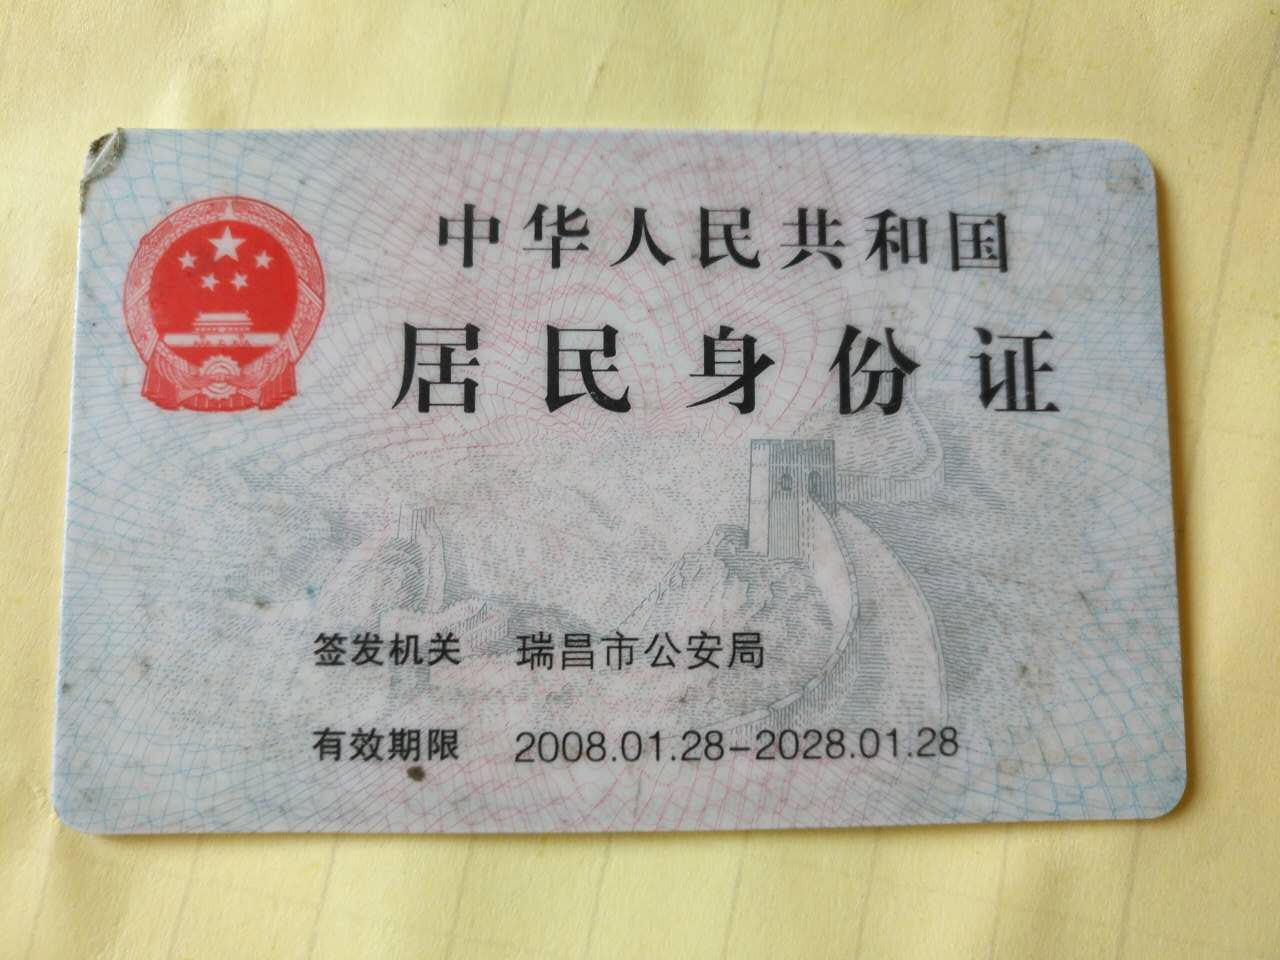 中华人民共和国
居民身份证
签发机关 瑞昌市公安局
有效期限 2008.01.28-2028.01.28